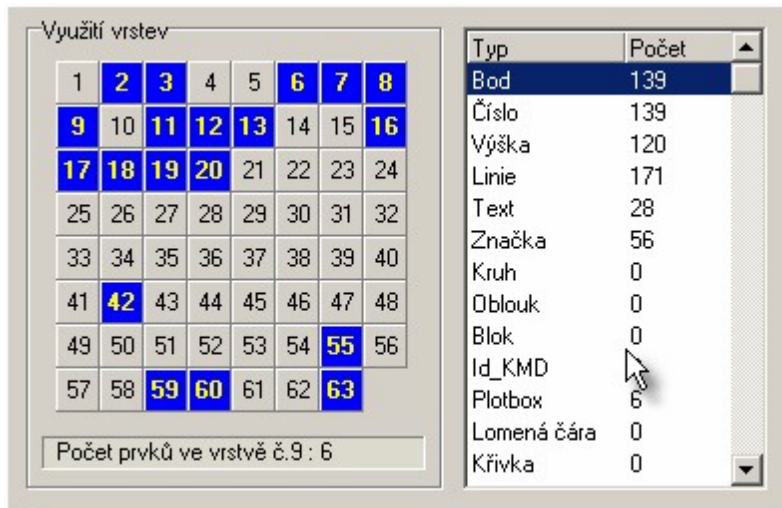 Využití vrstev
1 2 3 4 5 6 7 8
9 10 11 12 13 14 15 16
17 18 19 20 21 22 23 24
25 26 27 28 29 30 31 32
33 34 35 36 37 38 39 40
41 42 43 44 45 46 47 48
49 50 51 52 53 54 55 56
57 58 59 60 61 62 63
Počet prvků ve vrstvě č.9 : 6
Typ Počet
Bod 139
Číslo 139
Výška 120
Linie 171
Text 28
Značka 56
Kruh 0
Oblouk 0
Blok 0
Id_KMD
Plotbox 6
Lomená čára 0
Křivka 0